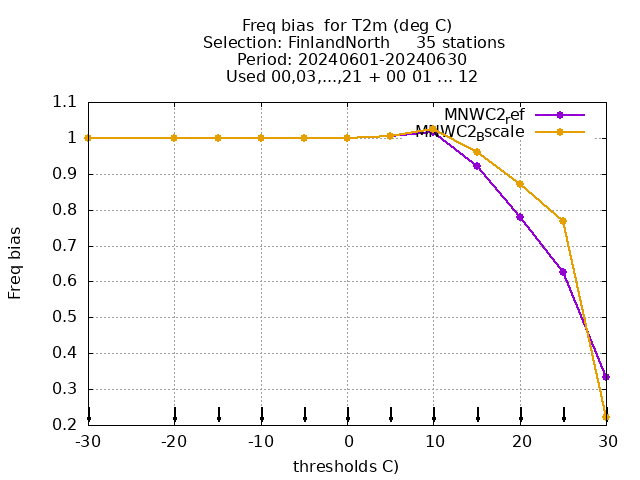 Freq bias  for T2m (deg C)
Selection: FinlandNorth     35 stations
Period: 20240601-20240630
Used 00,03,...,21 + 00 01 ... 12
MNWC2ref
MNWC2Bscale
1.1
1
0.9
0.8
0.7
0.6
0.5
0.4
0.3
0.2
Freq bias
-30
-20
-10
0
10
20
30
thresholds C)